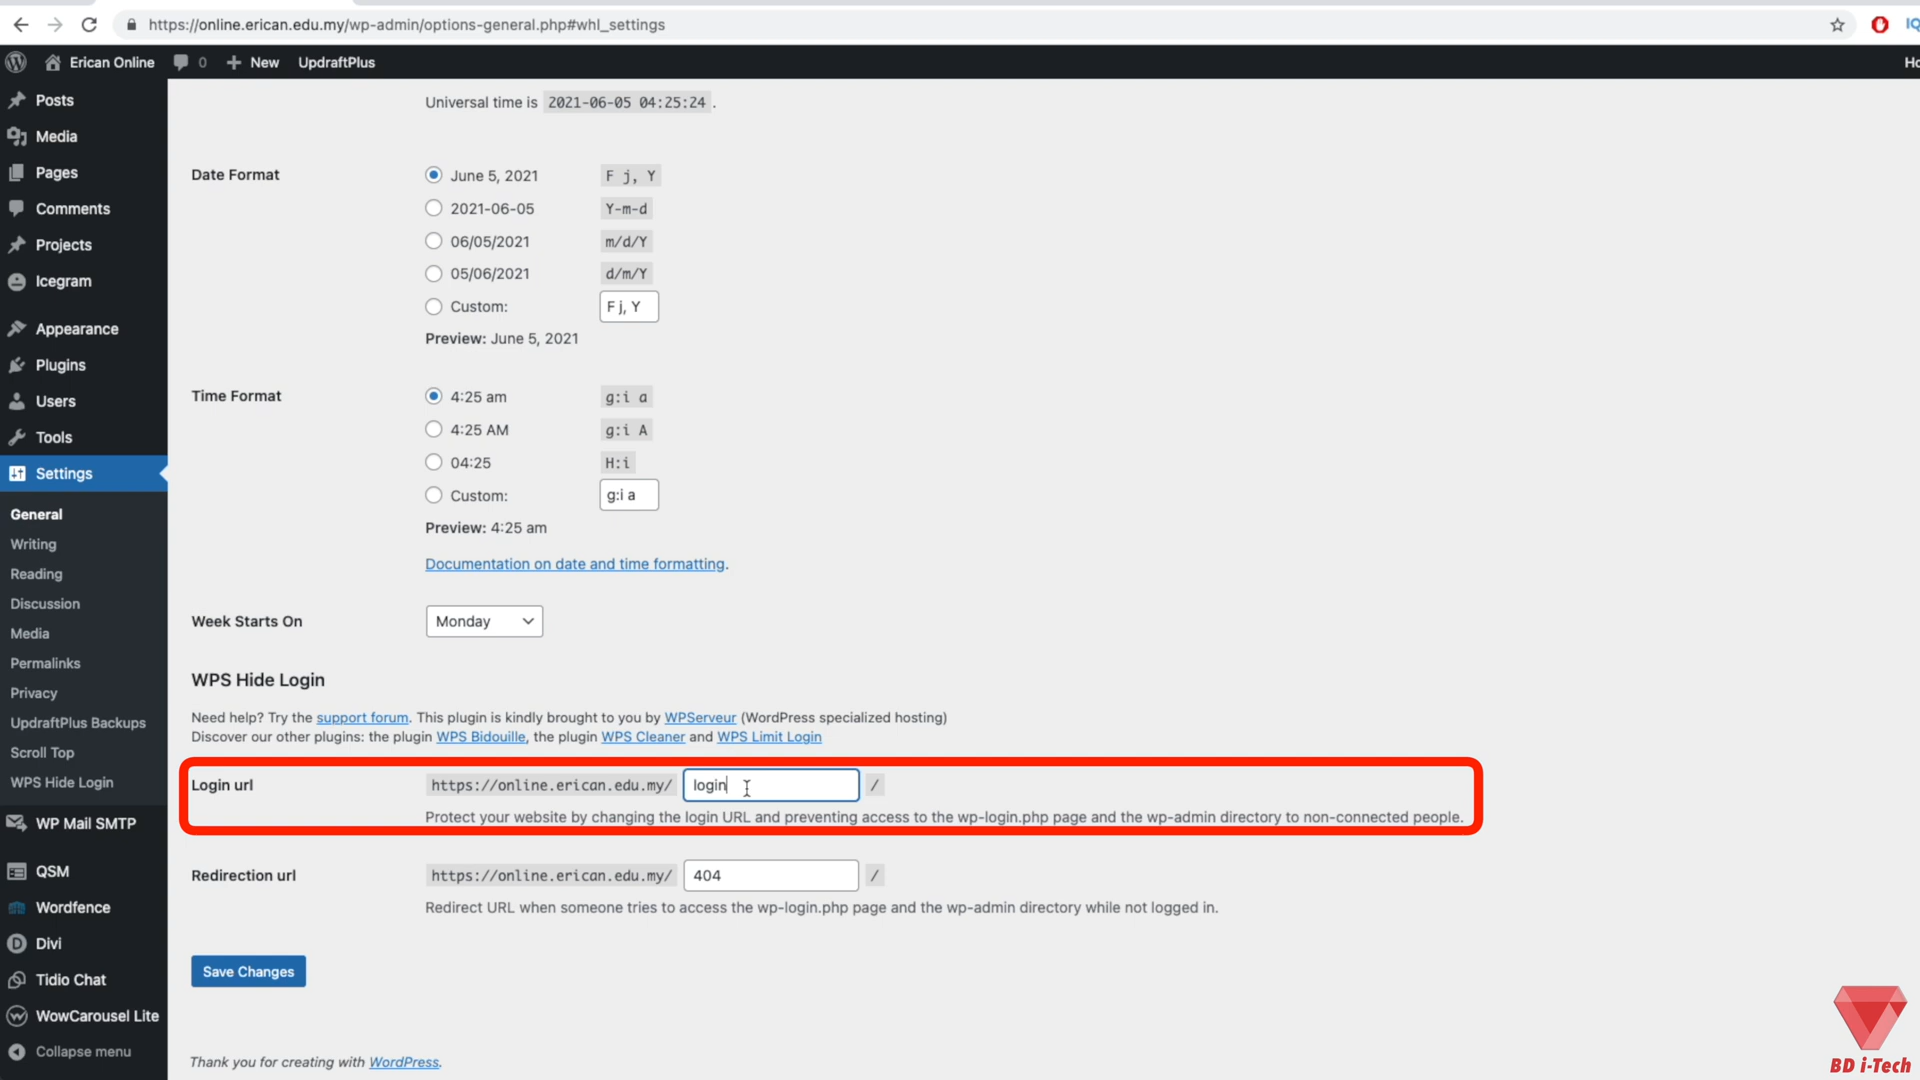 https://online.erican.edu.my/wp-admin/options-general.php#whl_settings
Erican Online 0 New UpdraftPlus
Posts
Media
Pages
Comments
Projects
Icegram
Appearance
Plugins
Users
Tools
Settings
General
Writing
Reading
Discussion
Media
Permalinks
Privacy
UpdraftPlus Backups
Scroll Top
WPS Hide Login
WP Mail SMTP
QSM
Wordfence
Divi
Tidio Chat
WowCarousel Lite
Collapse menu
Universal time is 2021-06-05 04:25:24 .
Date Format
June 5, 2021 F j, Y
2021-06-05 Y-m-d
06/05/2021 m/d/Y
05/06/2021 d/m/Y
Custom: F j, Y
Preview: June 5, 2021
Time Format
4:25 am g:i a
4:25 AM g:i A
04:25 H:i
Custom: g:i a
Preview: 4:25 am
Documentation on date and time formatting.
Week Starts On Monday
WPS Hide Login
Need help? Try the support forum. This plugin is kindly brought to you by WPServeur (WordPress specialized hosting)
Discover our other plugins: the plugin WPS Bidouille, the plugin WPS Cleaner and WPS Limit Login
Login url https://online.erican.edu.my/ login /
Protect your website by changing the login URL and preventing access to the wp-login.php page and the wp-admin directory to non-connected people.
Redirection url https://online.erican.edu.my/ 404 /
Redirect URL when someone tries to access the wp-login.php page and the wp-admin directory while not logged in.
Save Changes
Thank you for creating with WordPress.
BD i-Tech